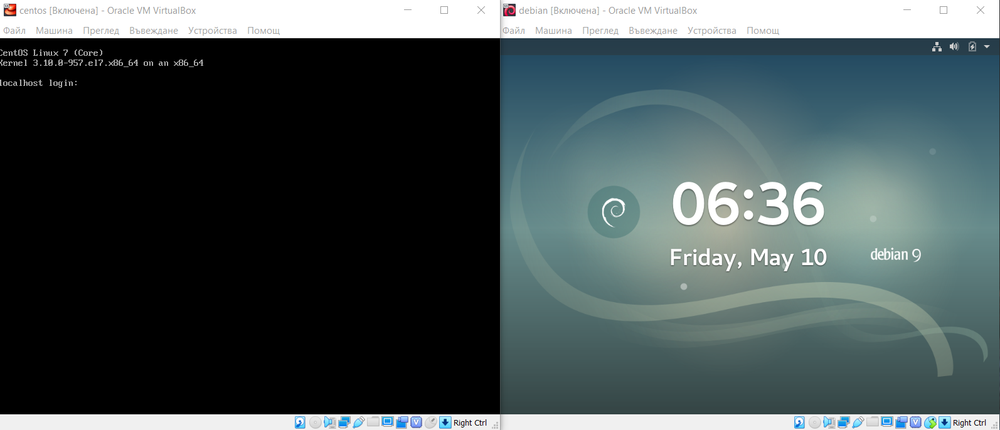 centos [Включена] - Oracle VM VirtualBox
Файл Машина Преглед Въвеждане Устройства Помощ
CentOS Linux 7 (Core)
Kernel 3.10.0-957.el7.x86_64 on an x86_64
localhost login:
Right Ctrl
debian [Включена] - Oracle VM VirtualBox
Файл Машина Преглед Въвеждане Устройства Помощ
06:36
Friday, May 10
debian 9
Right Ctrl